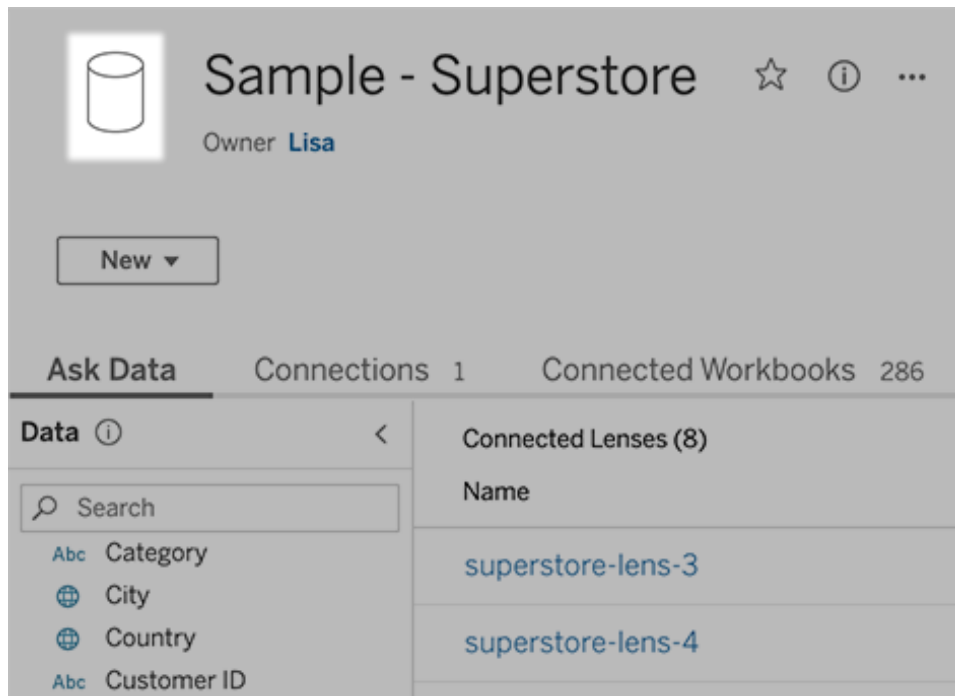 Sample - Superstore
Owner Lisa
New
Ask Data Connections 1 Connected Workbooks 286
Data
Search
Abc Category
City
Country
Abc Customer ID
Connected Lenses (8)
Name
superstore-lens-3
superstore-lens-4